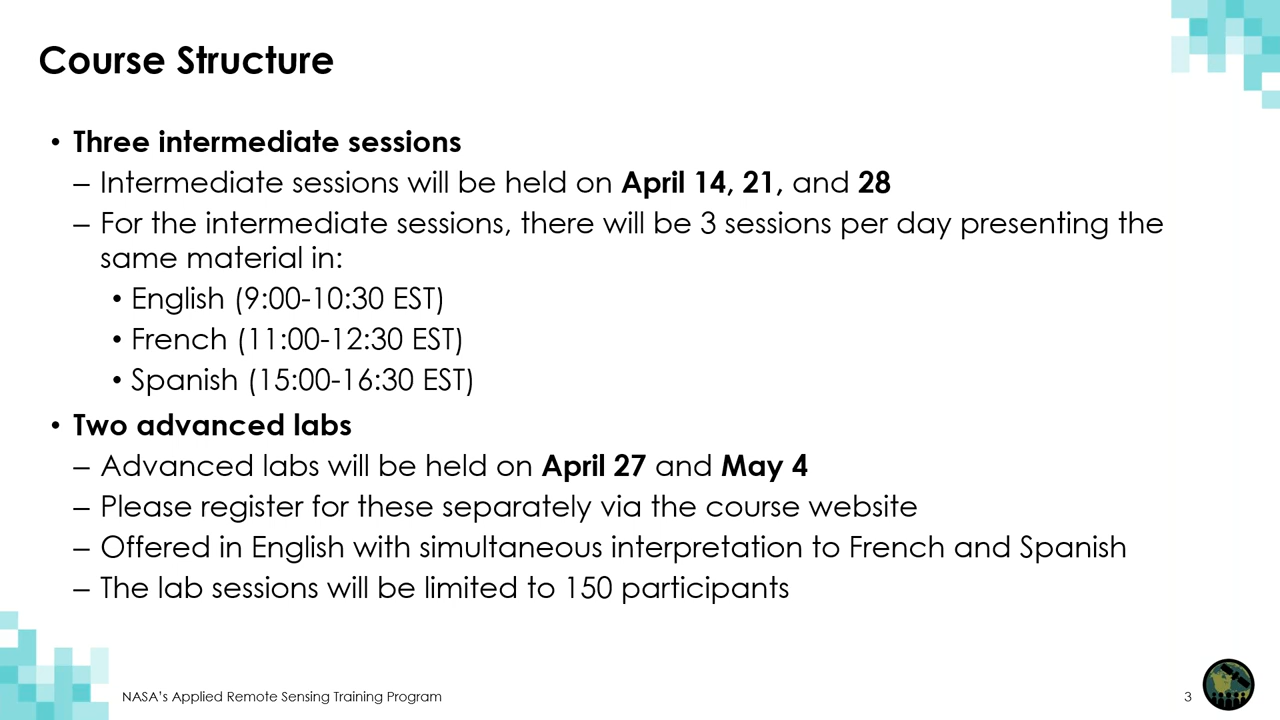 Course Structure
• Three intermediate sessions
– Intermediate sessions will be held on April 14, 21, and 28
– For the intermediate sessions, there will be 3 sessions per day presenting the
same material in:
• English (9:00-10:30 EST)
• French (11:00-12:30 EST)
• Spanish (15:00-16:30 EST)
• Two advanced labs
– Advanced labs will be held on April 27 and May 4
– Please register for these separately via the course website
– Offered in English with simultaneous interpretation to French and Spanish
– The lab sessions will be limited to 150 participants
NASA's Applied Remote Sensing Training Program
3